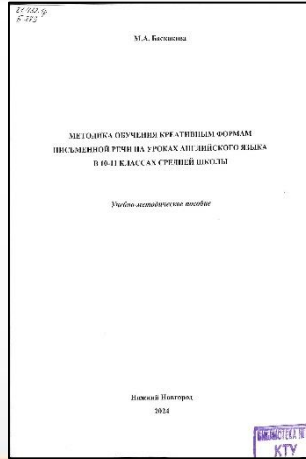 М.А.
МЕТОДИКА ОБУЧЕНИЯ КРЕАТИВНЫМ ФОРМАМ
ПИСЬМЕННОЙ РЕЧИ НА УРОКАХ АНГЛИЙСКОГО ЯЗЫКА
В 10-11 КЛАССАХ СРЕДНЕЙ ШКОЛЫ
Учебно-методическое пособие
Нижний Новгород
2024
БИБЛИОТЕКА
КТУ